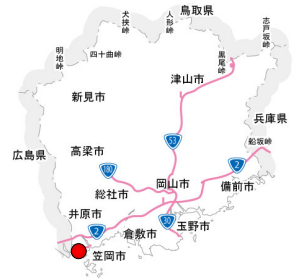 鳥取県
犬挟峠
人形峠
志戸坂峠
明地峠
四十曲峠
黒尾峠
津山市
新見市
兵庫県
船坂峠
53
広島県
高梁市
180
2
岡山市
総社市
備前市
井原市
30
玉野市
2
倉敷市
笠岡市